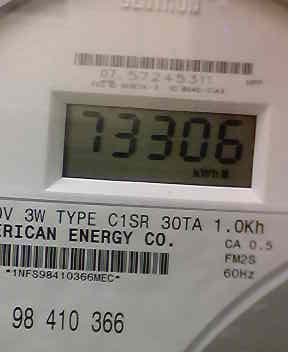 07 57245311
73306
kWh
0V 3W TYPE C1SR 30TA 1.0Kh
ERICAN ENERGY CO.
CA 0.5
FM2S
60Hz
*1NFS98410366MEC*
98 410 366